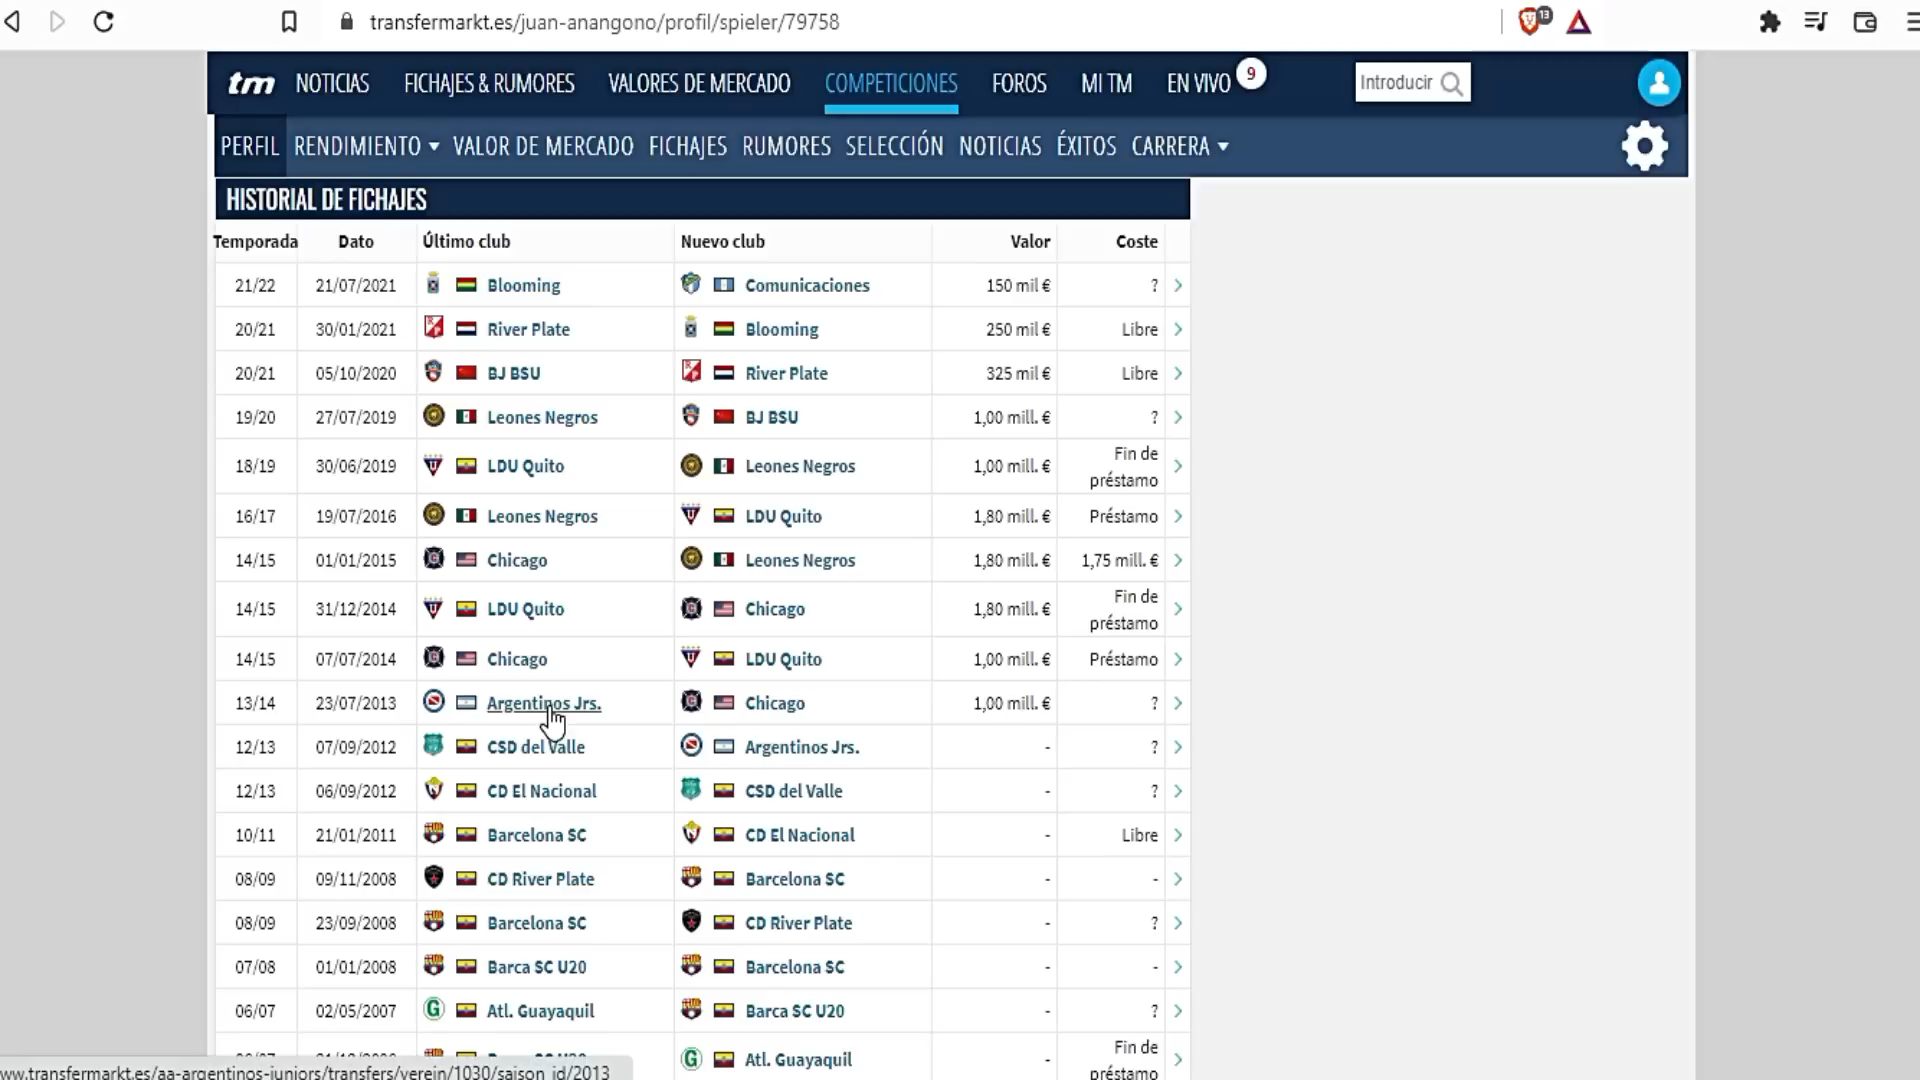 transfermarkt.es/juan-anangono/profil/spieler/79758
13
tm NOTICIAS FICHAJES & RUMORES VALORES DE MERCADO COMPETICIONES FOROS MI TM EN VIVO 9 Introducir
PERFIL RENDIMIENTO VALOR DE MERCADO FICHAJES RUMORES SELECCIÓN NOTICIAS ÉXITOS CARRERA
HISTORIAL DE FICHAJES
Temporada Dato Último club Nuevo club Valor Coste
21/22 21/07/2021 Blooming Comunicaciones 150 mil € ?
20/21 30/01/2021 River Plate Blooming 250 mil € Libre
20/21 05/10/2020 BJ BSU River Plate 325 mil € Libre
19/20 27/07/2019 Leones Negros BJ BSU 1,00 mill. € ?
18/19 30/06/2019 LDU Quito Leones Negros 1,00 mill. € Fin de
préstamo
16/17 19/07/2016 Leones Negros LDU Quito 1,80 mill. € Préstamo
14/15 01/01/2015 Chicago Leones Negros 1,80 mill. € 1,75 mill. €
14/15 31/12/2014 LDU Quito Chicago 1,80 mill. € Fin de
préstamo
14/15 07/07/2014 Chicago LDU Quito 1,00 mill. € Préstamo
13/14 23/07/2013 Argentinos Jrs. Chicago 1,00 mill. € ?
12/13 07/09/2012 CSD del Valle Argentinos Jrs. - ?
12/13 06/09/2012 CD El Nacional CSD del Valle - ?
10/11 21/01/2011 Barcelona SC CD El Nacional - Libre
08/09 09/11/2008 CD River Plate Barcelona SC - -
08/09 23/09/2008 Barcelona SC CD River Plate - ?
07/08 01/01/2008 Barca SC U20 Barcelona SC - -
06/07 02/05/2007 Atl. Guayaquil Barca SC U20 - ?
Atl. Guayaquil - Fin de
préstamo
ww.transfermarkt.es/aa-argentinos-juniors/transfers/verein/1030/saison_id/2013